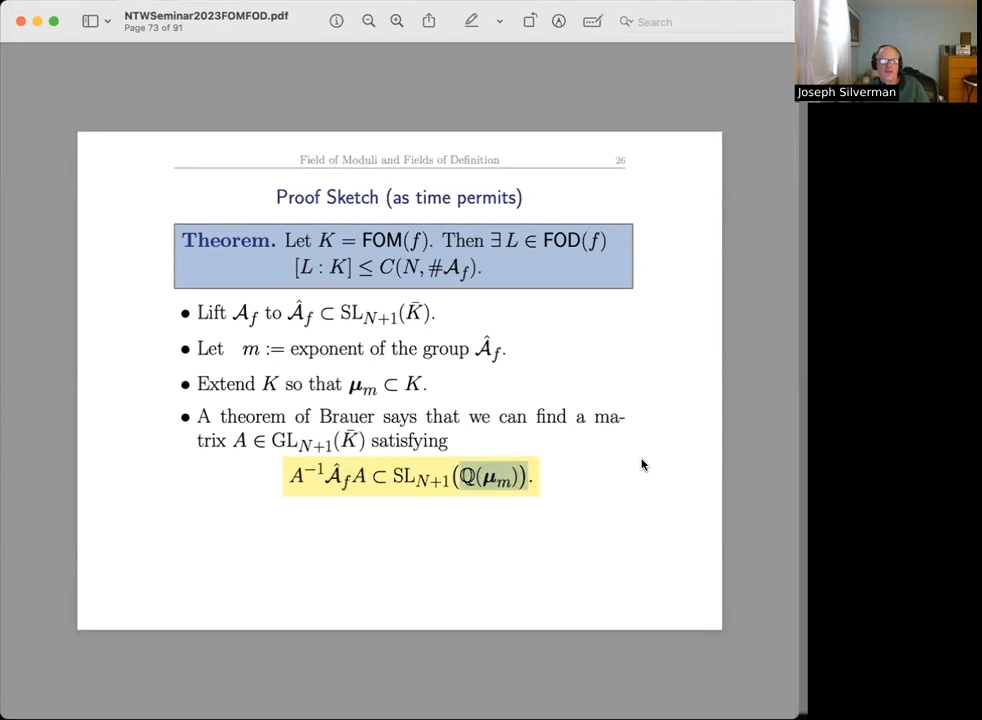 NTWSeminar2023FOMFOD.pdf
Page 73 of 91
Search
Joseph Silverman
Field of Moduli and Fields of Definition 26
Proof Sketch (as time permits)
Theorem. Let K = FOM(f). Then ∃ L ∈ FOD(f)
[L : K] ≤ C(N, #𝒜_f).
• Lift 𝒜_f to 𝒜̂_f ⊂ SL_{N+1}(K̄).
• Let m := exponent of the group 𝒜̂_f.
• Extend K so that μ_m ⊂ K.
• A theorem of Brauer says that we can find a ma-
trix A ∈ GL_{N+1}(K̄) satisfying
A^{−1}𝒜̂_f A ⊂ SL_{N+1}(ℚ(μ_m)).